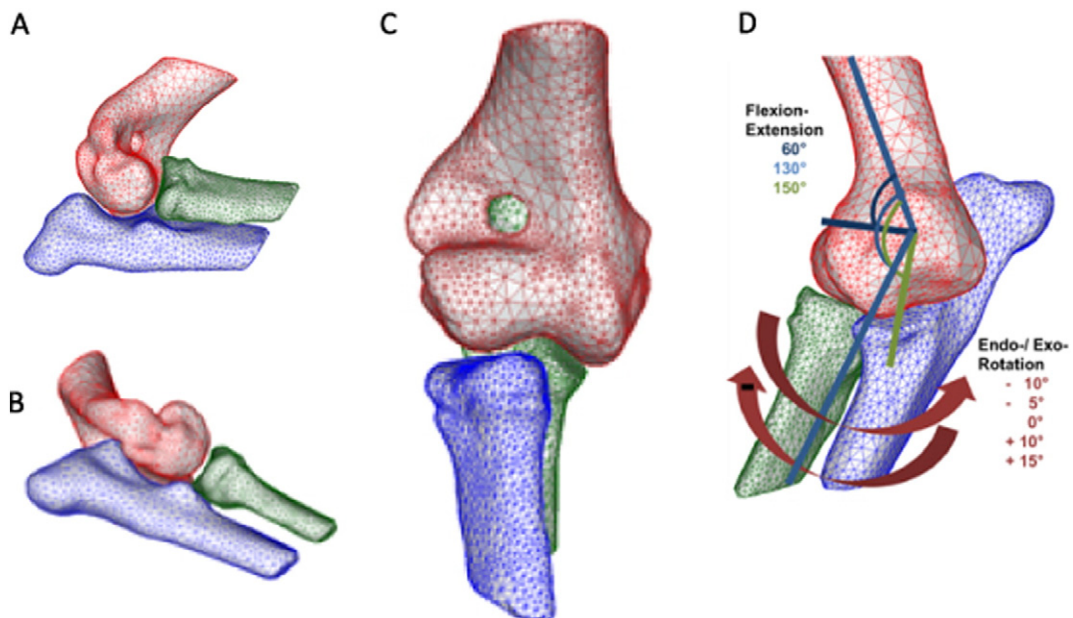 A
C
D
Flexion-
Extension
60°
130°
150°
B
Endo-/ Exo-
Rotation
- 10°
- 5°
0°
+ 10°
+ 15°